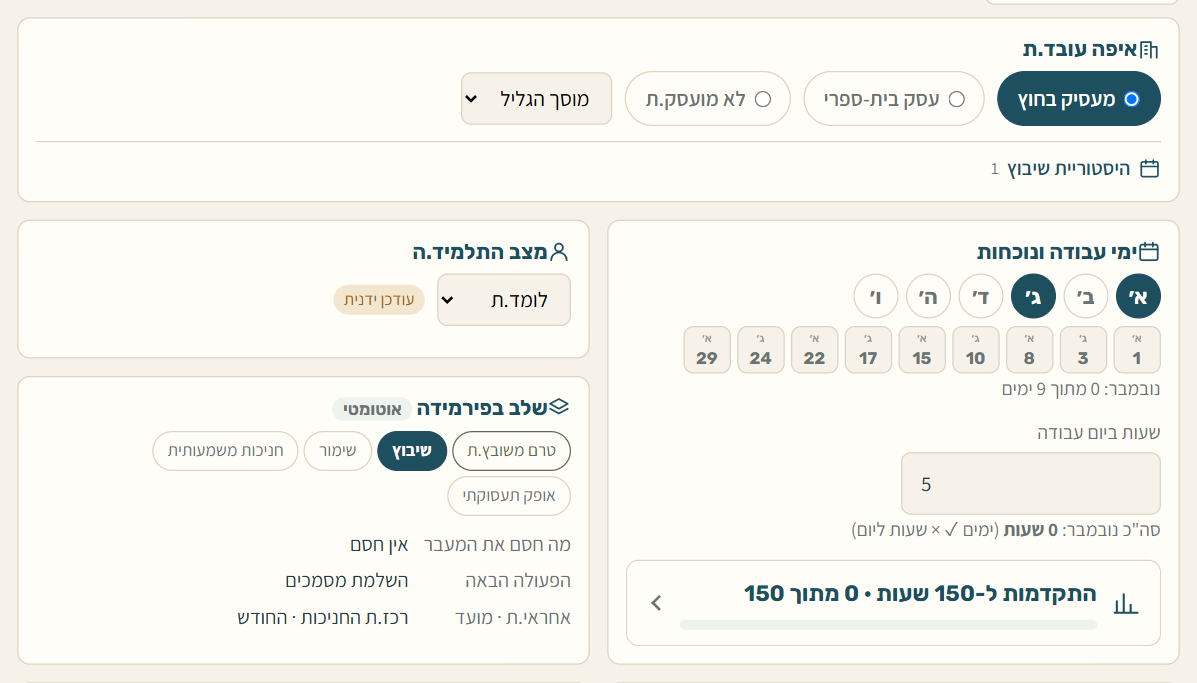 איפה עובד.ת
מעסיק בחוץ
עסק בית-ספרי
לא מועסק.ת
מוסך הגליל
היסטוריית שיבוץ 1
ימי עבודה ונוכחות
א׳ ב׳ ג׳ ד׳ ה׳ ו׳
א׳ ג׳ א׳ ג׳ א׳ ג׳ א׳ ג׳ א׳
1 3 8 10 15 17 22 24 29
נובמבר: 0 מתוך 9 ימים
שעות ביום עבודה
5
סה"כ נובמבר: 0 שעות (ימים ✓ × שעות ליום)
התקדמות ל-150 שעות • 0 מתוך 150
מצב התלמיד.ה
לומד.ת
עודכן ידנית
שלב בפירמידה אוטומטי
טרם משובץ.ת
שיבוץ
שימור
חניכות משמעותית
אופק תעסוקתי
מה חסם את המעבר אין חסם
הפעולה הבאה השלמת מסמכים
אחראי.ת · מועד רכז.ת החניכות · החודש